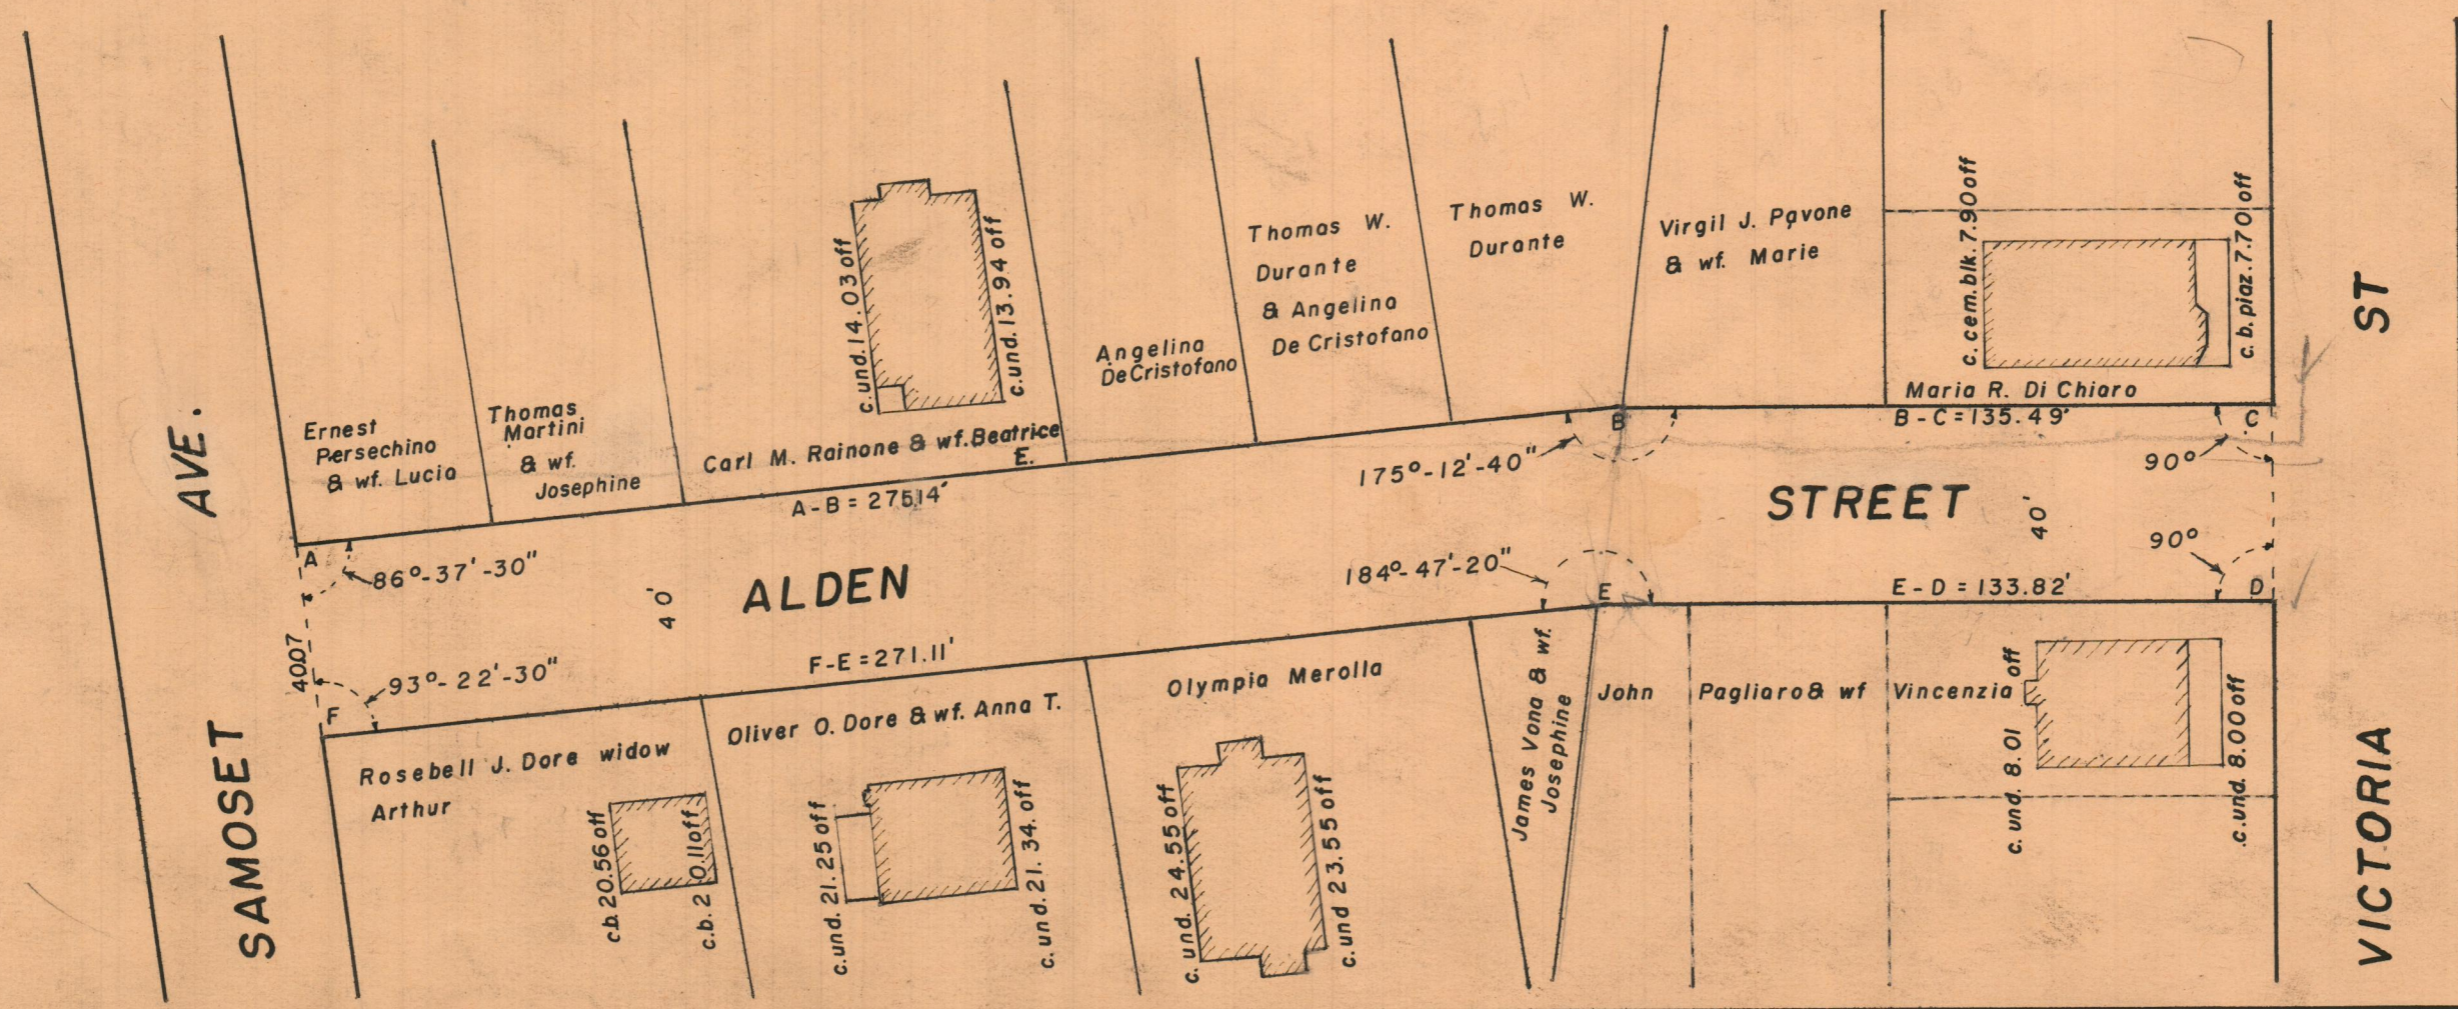 SAMOSET AVE.
Ernest
Persechino
& wf. Lucia
Thomas
Martini
& wf.
Josephine
c.und.14.03 off
c.und.13.94 off
Carl M. Rainone & wf. Beatrice
E.
Angelina
De Cristofano
Thomas W.
Durante
& Angelina
De Cristofano
Thomas W.
Durante
Virgil J. Pavone
& wf. Marie
c. cem. blk. 7.90 off
c. b. piaz. 7.70 off
Maria R. Di Chiaro
A-B = 275.14'
B-C = 135.49'
A
B
C
86°-37'-30"
175°-12'-40"
90°
ALDEN STREET
40'
40'
40.07
93°-22'-30"
184°-47'-20"
90°
F
E
D
F-E = 271.11'
E-D = 133.82'
Rosebell J. Dore widow
Arthur
c.b. 20.56 off
c.b. 20.11 off
Oliver O. Dore & wf. Anna T.
c.und. 21.25 off
c.und. 21.34. off
Olympia Merolla
c. und. 24.55 off
c.und 23.55 off
James Vona & wf.
Josephine
John Pagliaro & wf Vincenzia
c. und. 8.01 off
c.und. 8.00 off
VICTORIA ST